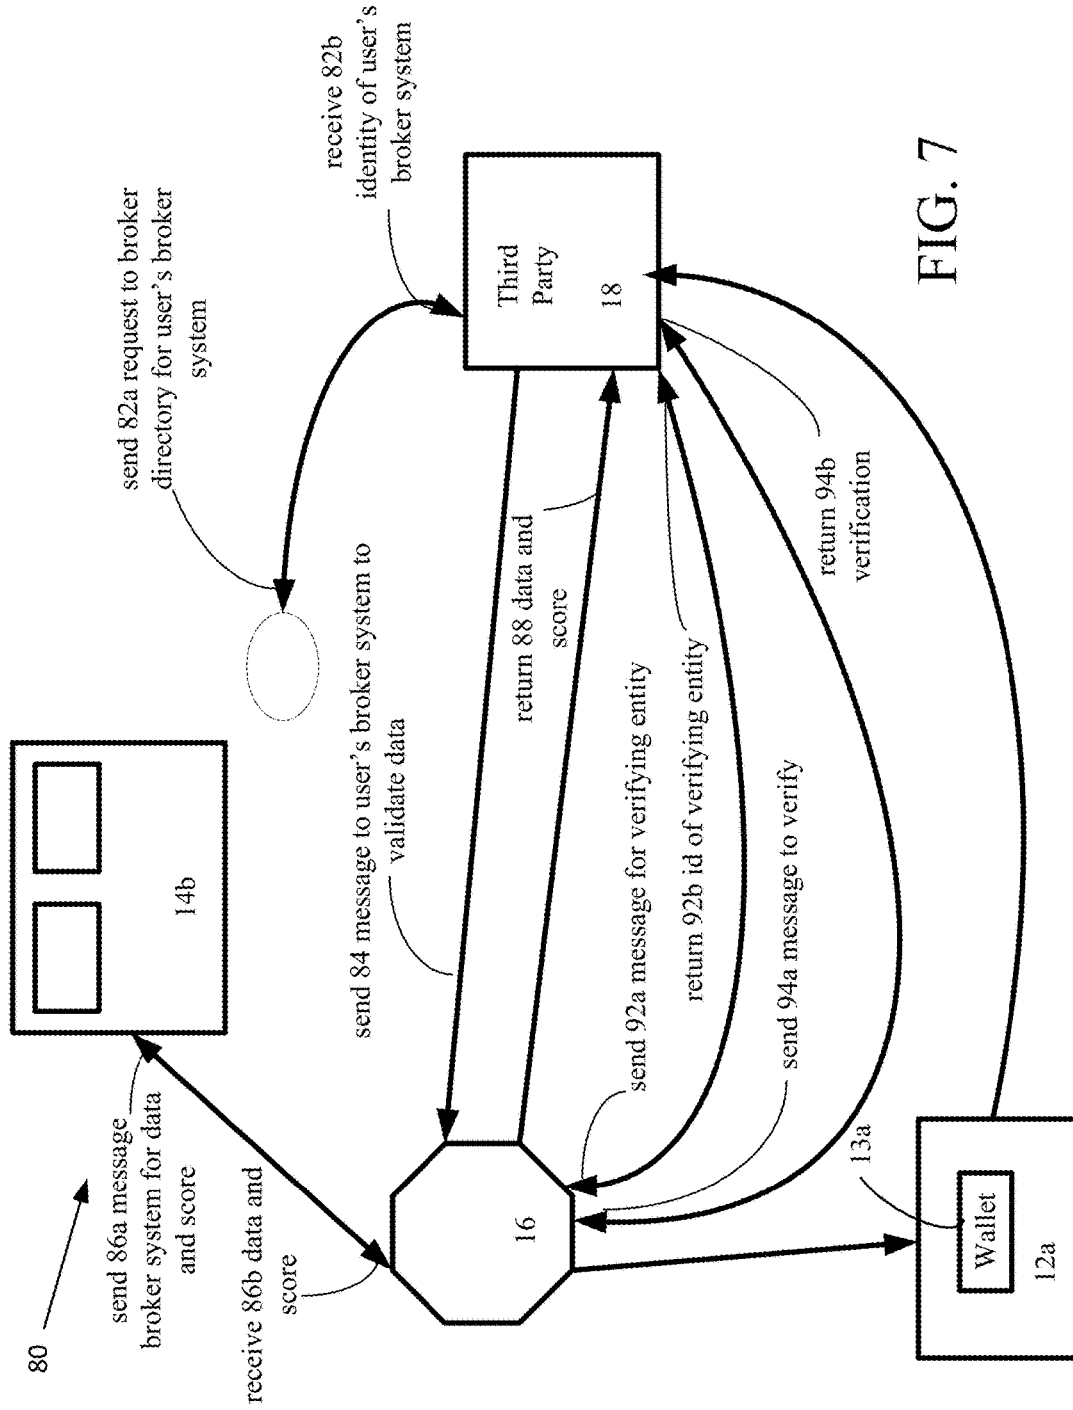 80
send 86a message
broker system for data
and score
receive 86b data and
score
14b
send 82a request to broker
directory for user's broker
system
receive 82b
identity of user's
broker system
send 84 message to user's broker system to
validate data
return 88 data and
score
Third
Party
18
16
send 92a message for verifying entity
return 92b id of verifying entity
send 94a message to verify
return 94b
verification
13a
Wallet
12a
FIG. 7